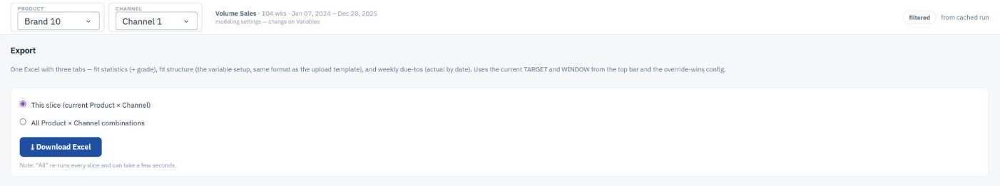 PRODUCT
Brand 10
CHANNEL
Channel 1
Volume Sales · 104 wks · Jan 07, 2024 – Dec 28, 2025
modeling settings — change on Variables
filtered
from cached run
Export
One Excel with three tabs — fit statistics (+ grade), fit structure (the variable setup, same format as the upload template), and weekly due-tos (actual by date). Uses the current TARGET and WINDOW from the top bar and the override-wins config.
This slice (current Product × Channel)
All Product × Channel combinations
⭳ Download Excel
Note: "All" re-runs every slice and can take a few seconds.